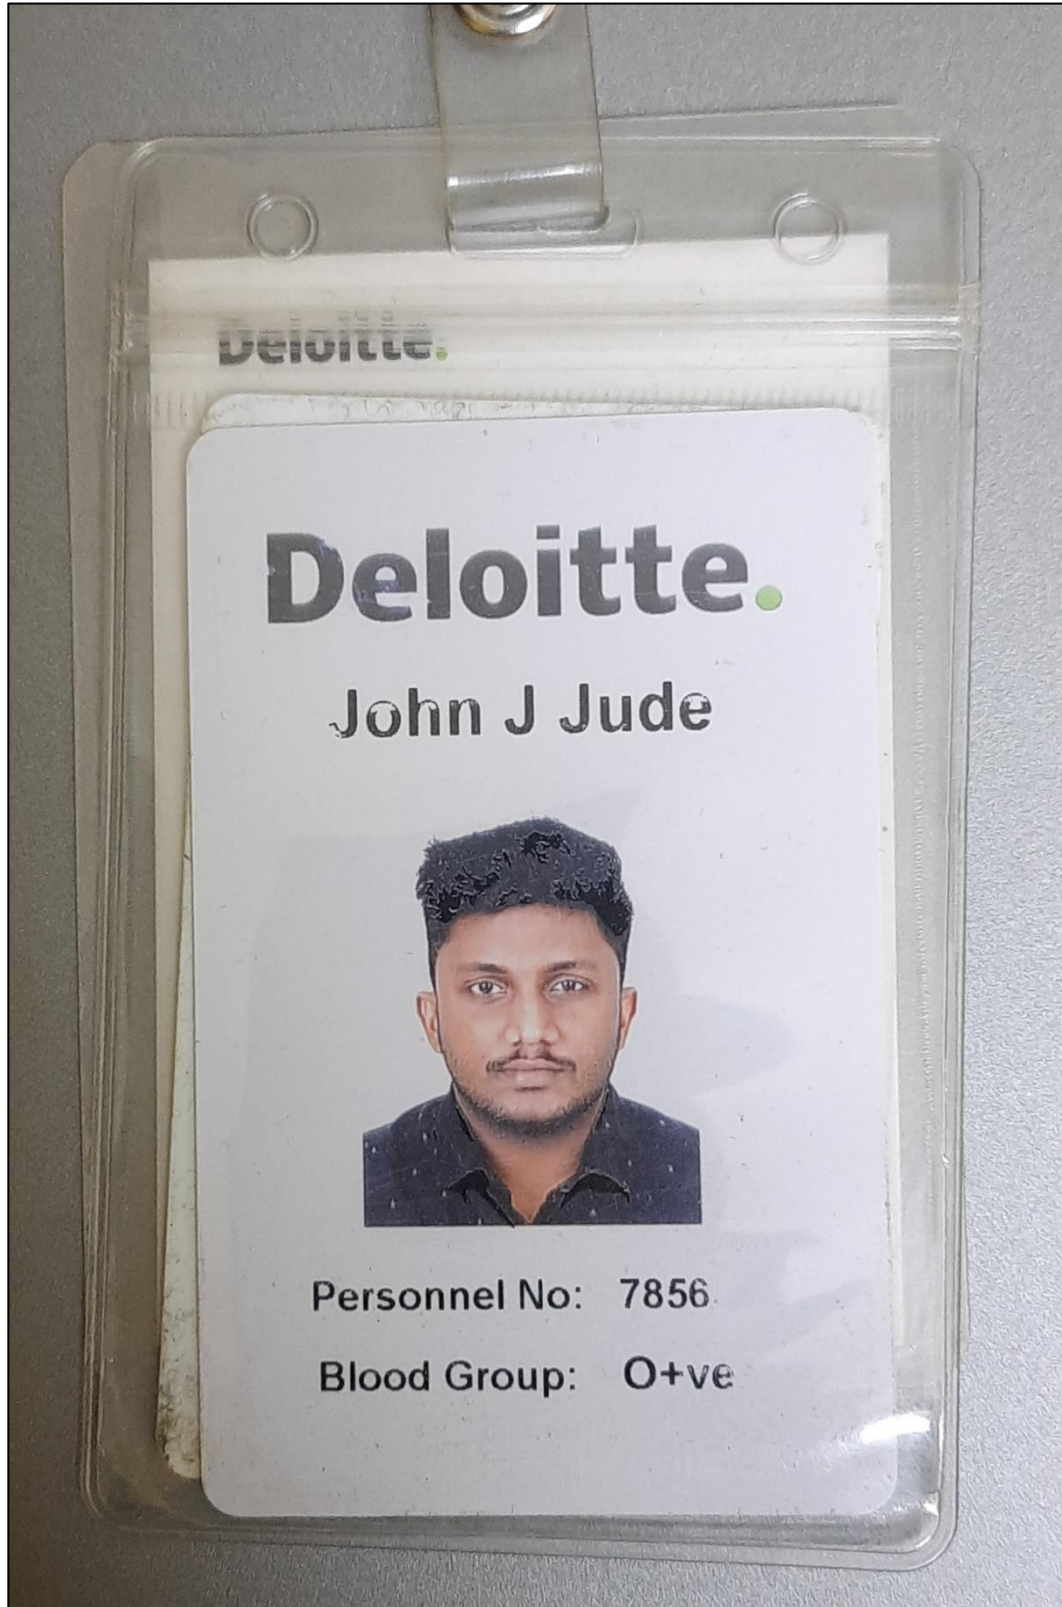 Deloitte.
Deloitte.
John J Jude
Personnel No: 7856
Blood Group: O+ve